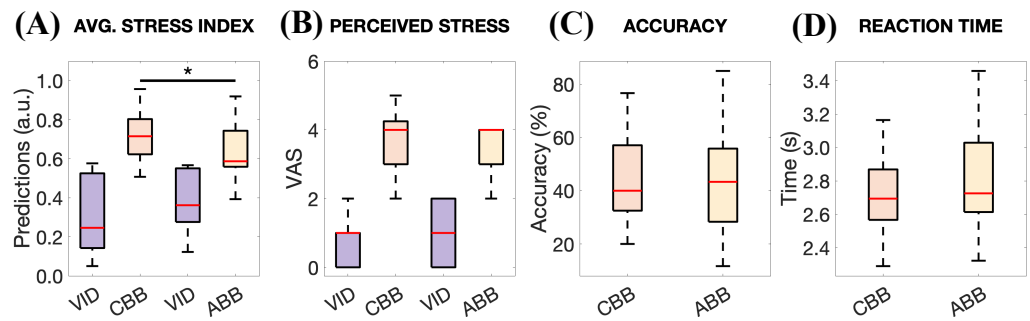 (A) AVG. STRESS INDEX
Predictions (a.u.)
1.0
0.8
0.6
0.4
0.2
0.0
*
VID
CBB
VID
ABB
(B) PERCEIVED STRESS
VAS
6
4
2
0
VID
CBB
VID
ABB
(C) ACCURACY
Accuracy (%)
80
60
40
20
CBB
ABB
(D) REACTION TIME
Time (s)
3.4
3.2
3.0
2.8
2.6
2.4
CBB
ABB